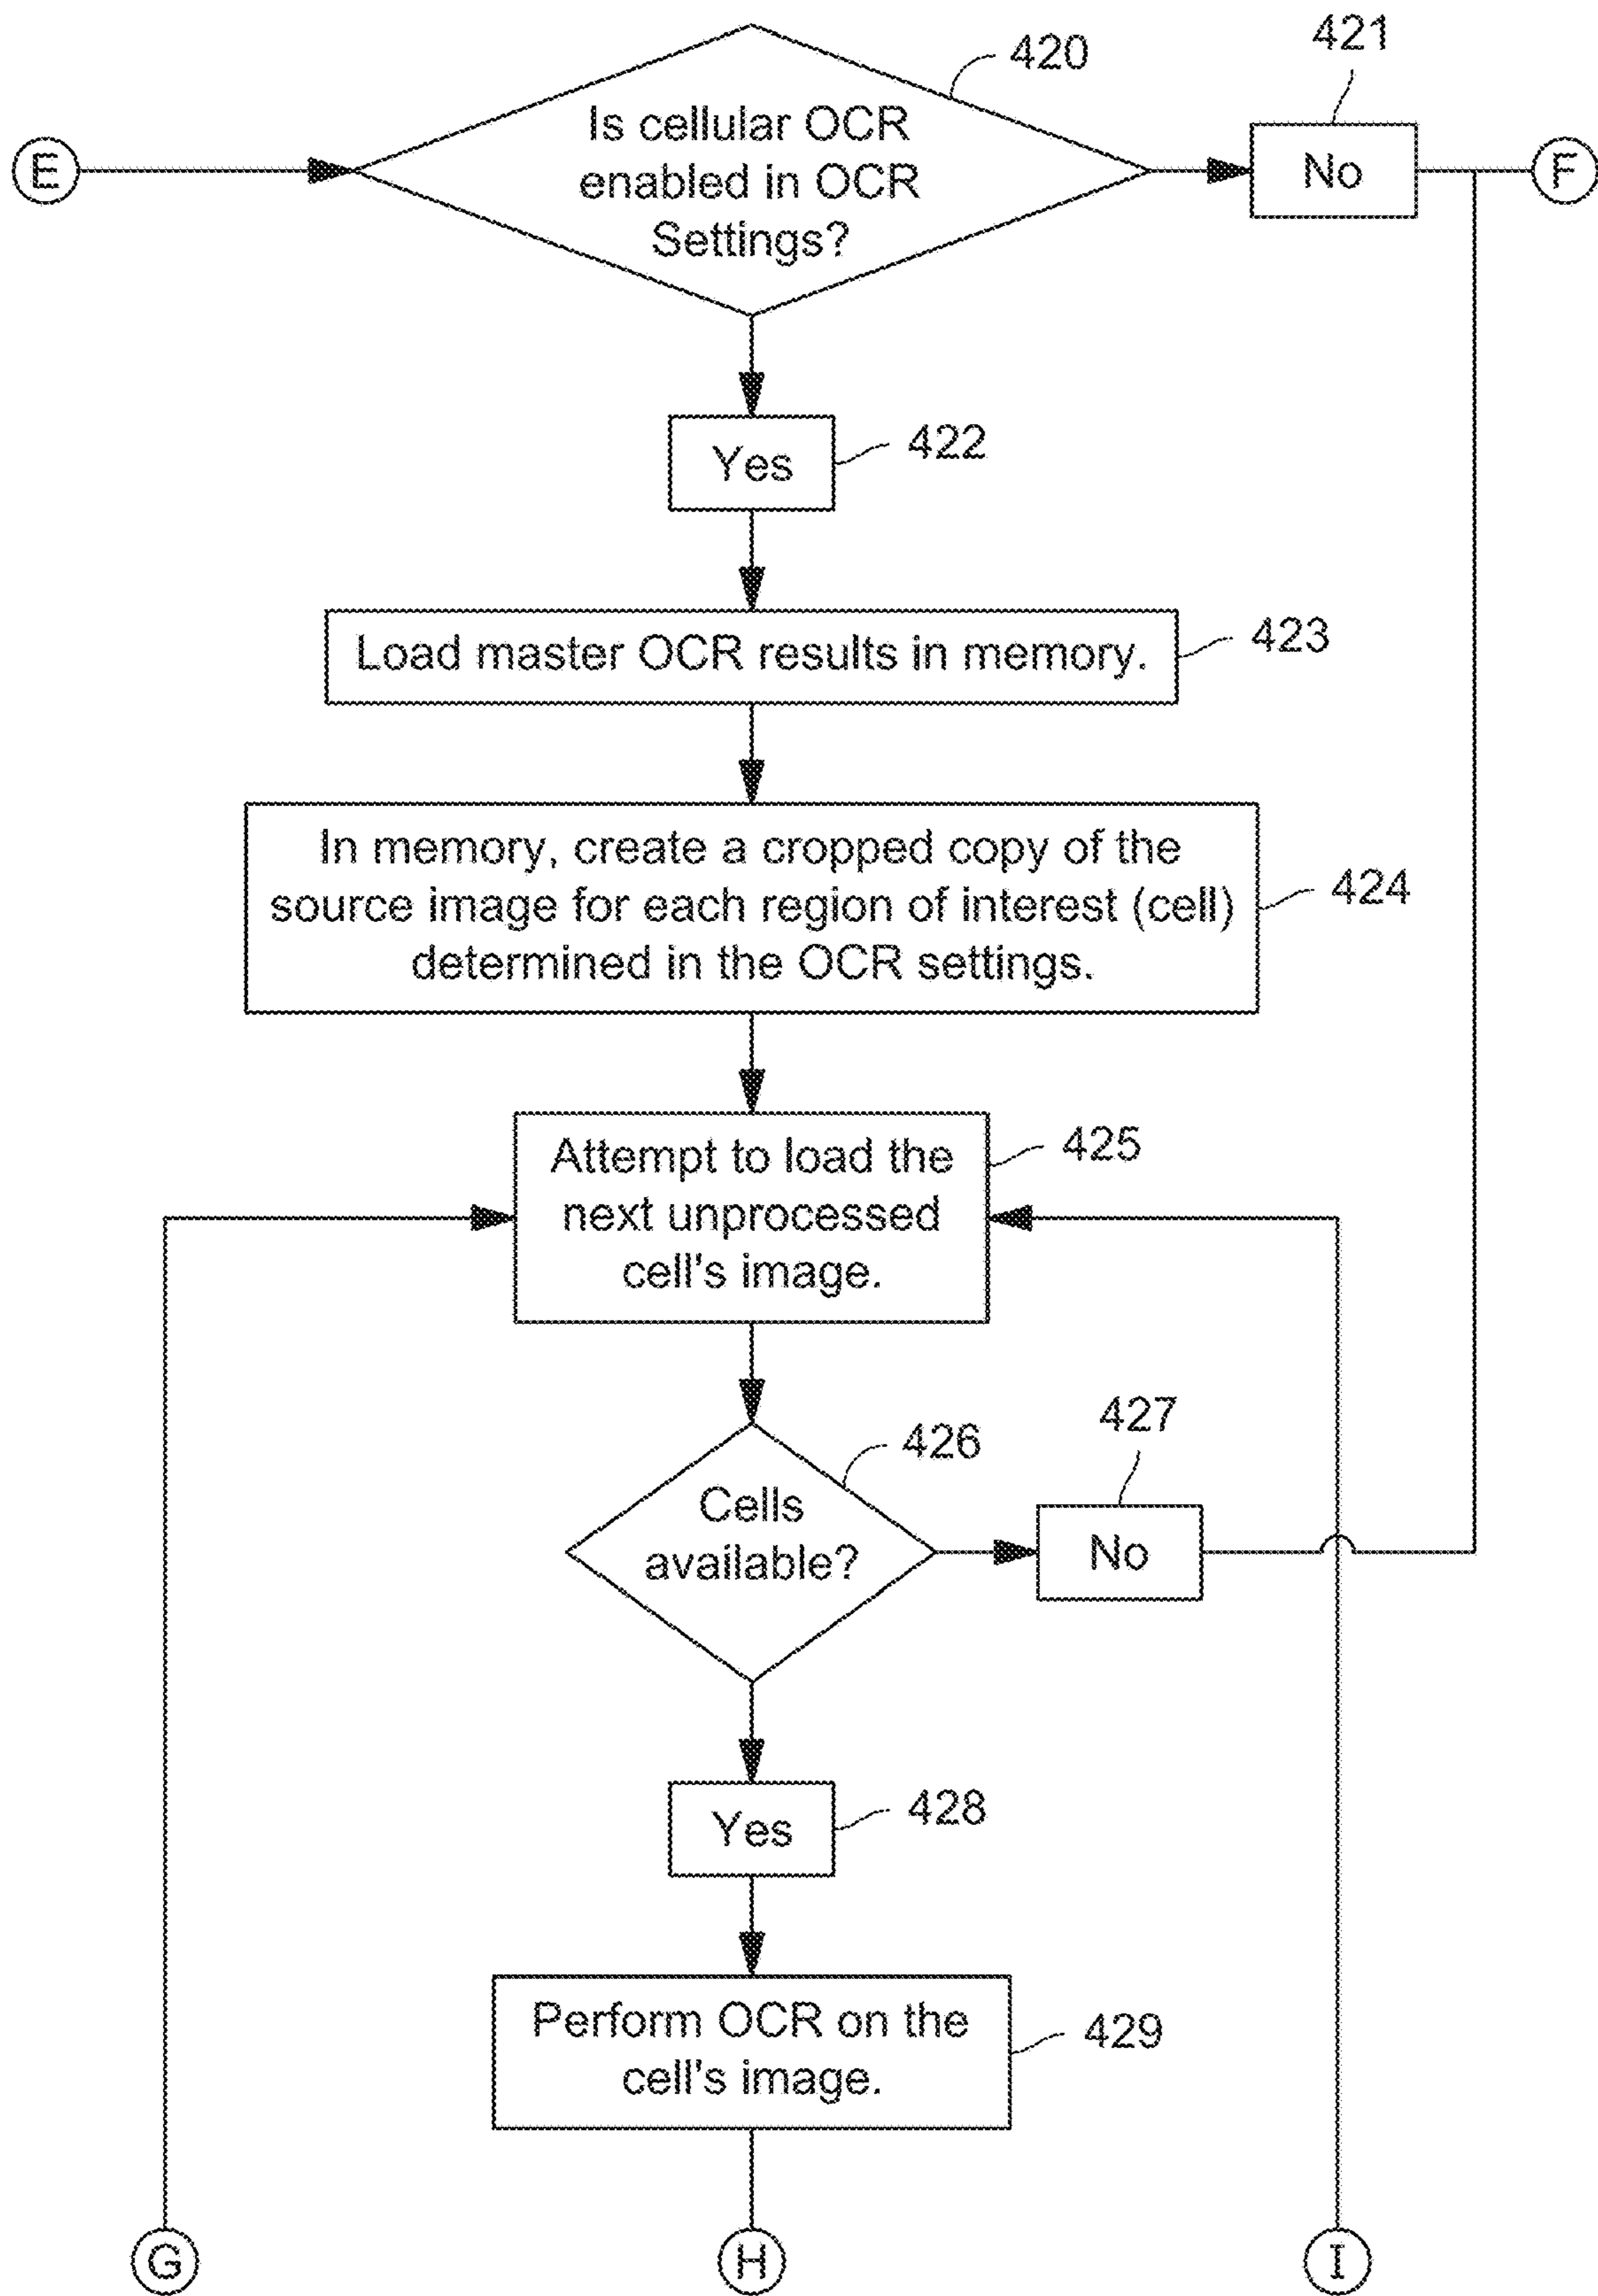 420
421
Is cellular OCR
enabled in OCR
Settings?
E
No
F
Yes
422
Load master OCR results in memory.
423
In memory, create a cropped copy of the
source image for each region of interest (cell)
determined in the OCR settings.
424
Attempt to load the
next unprocessed
cell's image.
425
426
427
Cells
available?
No
Yes
428
Perform OCR on the
cell's image.
429
G
H
I